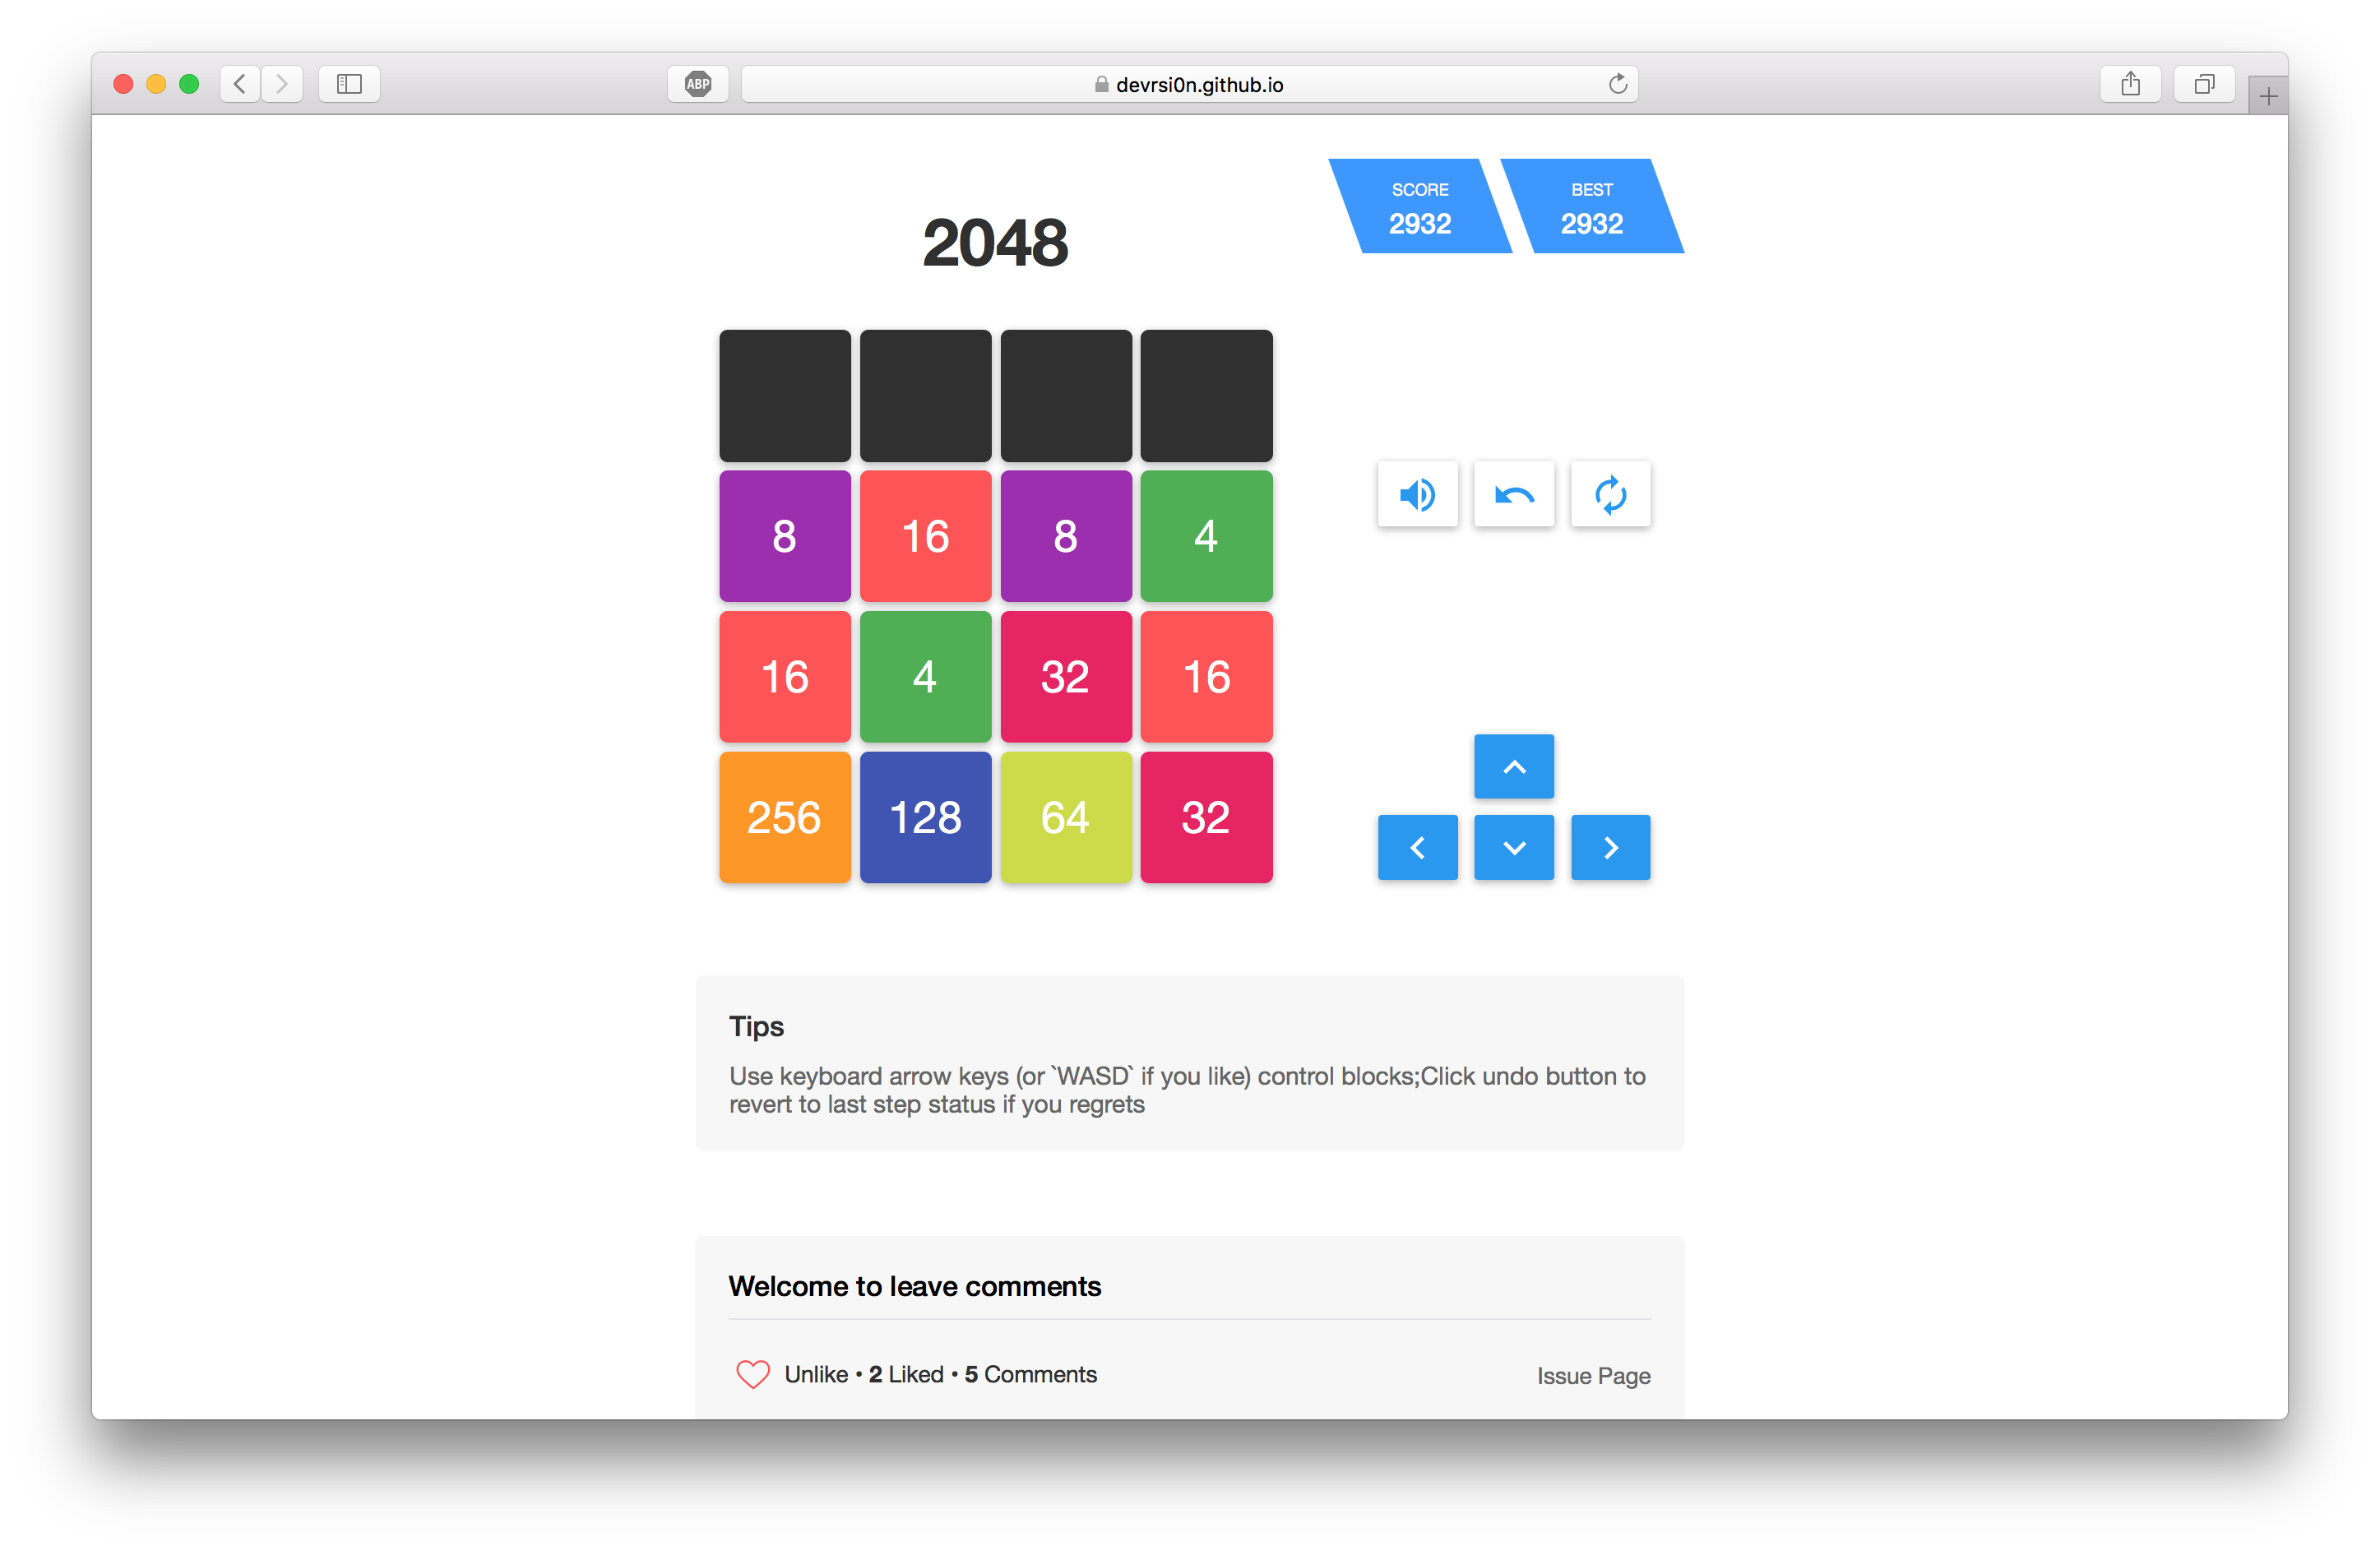 ABP
devrsi0n.github.io
SCORE
2932
BEST
2932
2048
8 16 8 4
16 4 32 16
256 128 64 32
Tips
Use keyboard arrow keys (or `WASD` if you like) control blocks;Click undo button to
revert to last step status if you regrets
Welcome to leave comments
Unlike • 2 Liked • 5 Comments
Issue Page